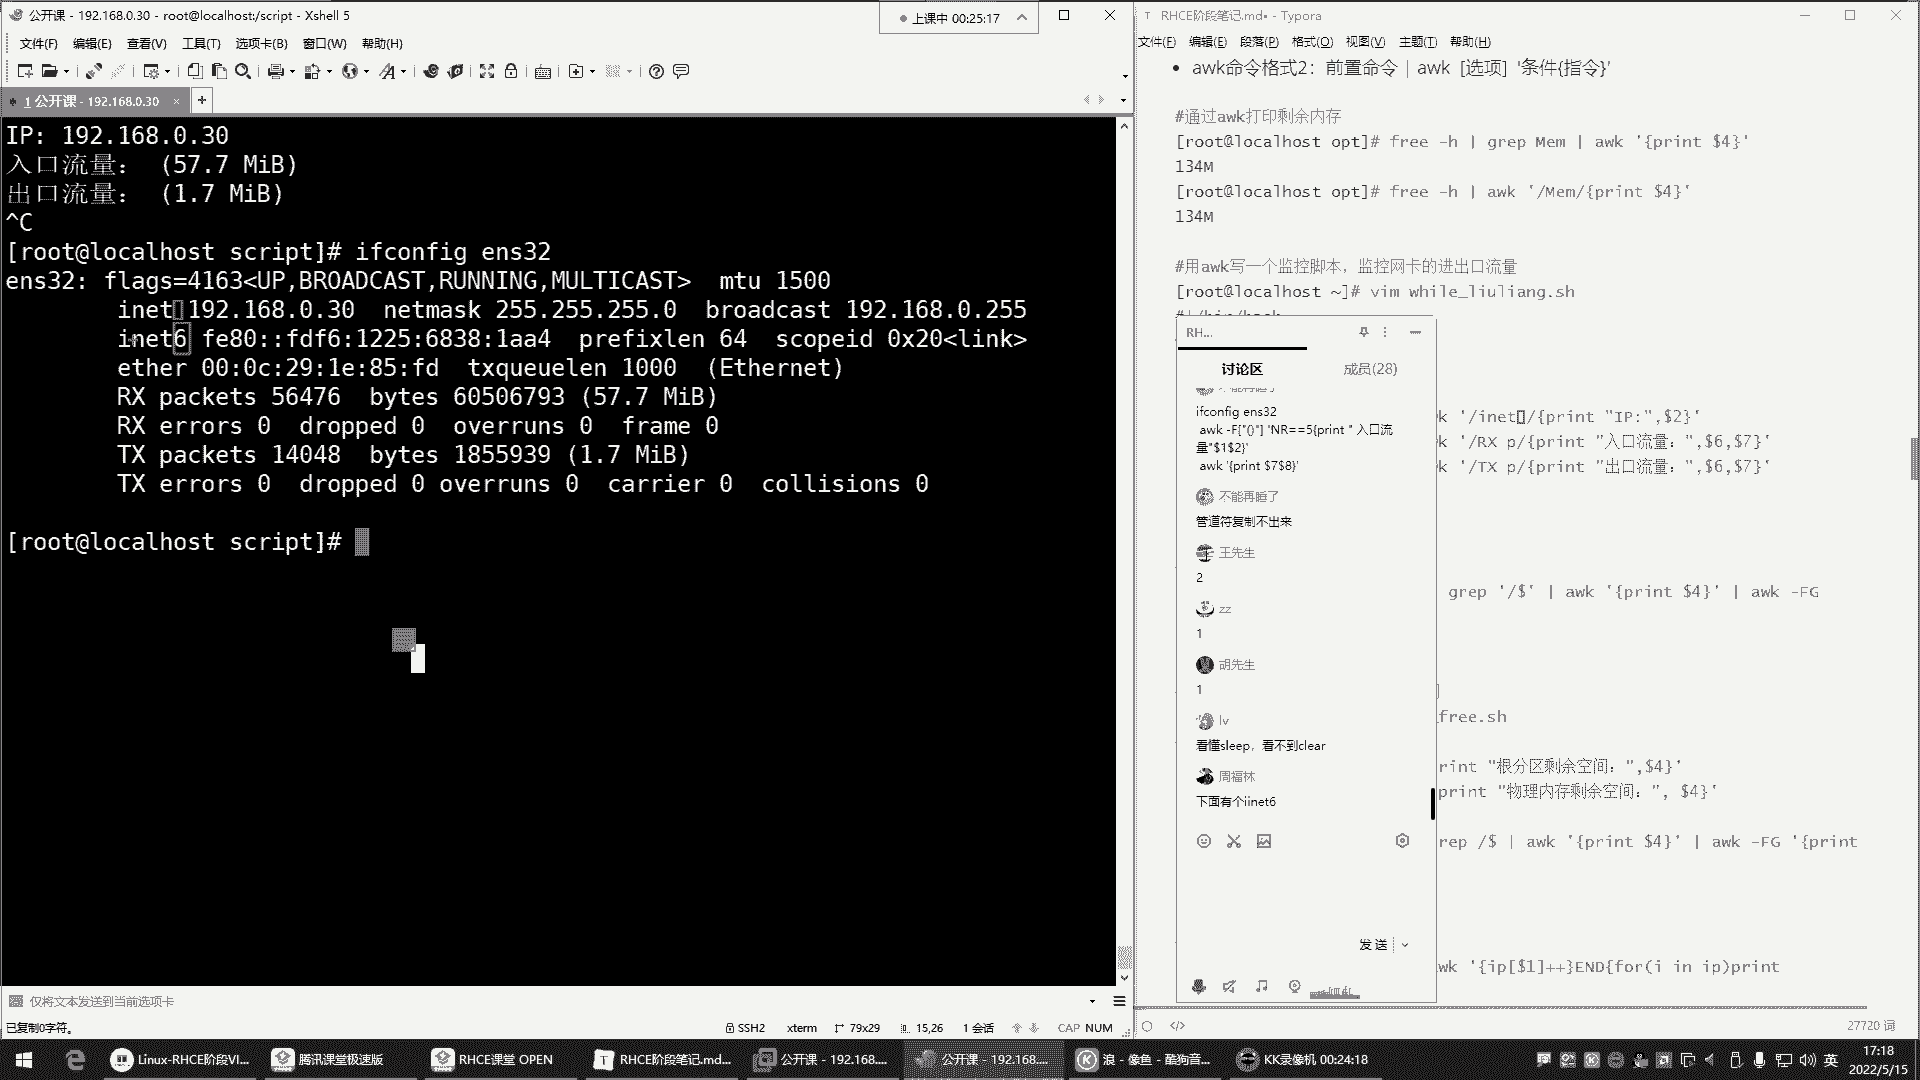 公开课 - 192.168.0.30 - root@localhost:/script - Xshell 5
上课中 00:25:17
文件(F) 编辑(E) 查看(V) 工具(T) 选项卡(B) 窗口(W) 帮助(H)
1 公开课 - 192.168.0.30
IP: 192.168.0.30
入口流量： (57.7 MiB)
出口流量： (1.7 MiB)
^C
[root@localhost script]# ifconfig ens32
ens32: flags=4163<UP,BROADCAST,RUNNING,MULTICAST>  mtu 1500
inet 192.168.0.30  netmask 255.255.255.0  broadcast 192.168.0.255
inet6 fe80::fdf6:1225:6838:1aa4  prefixlen 64  scopeid 0x20<link>
ether 00:0c:29:1e:85:fd  txqueuelen 1000  (Ethernet)
RX packets 56476  bytes 60506793 (57.7 MiB)
RX errors 0  dropped 0  overruns 0  frame 0
TX packets 14048  bytes 1855939 (1.7 MiB)
TX errors 0  dropped 0 overruns 0  carrier 0  collisions 0
[root@localhost script]#
仅将文本发送到当前选项卡
已复制0字符。
SSH2 xterm 79x29 15,26 1 会话 CAP NUM
RHCE阶段笔记.md• - Typora
文件(F) 编辑(E) 段落(P) 格式(O) 视图(V) 主题(T) 帮助(H)
• awk命令格式2：前置命令 | awk [选项] '条件{指令}'
#通过awk打印剩余内存
[root@localhost opt]# free -h | grep Mem | awk '{print $4}'
134M
[root@localhost opt]# free -h | awk '/Mem/{print $4}'
134M
#用awk写一个监控脚本，监控网卡的进出口流量
[root@localhost ~]# vim while_liuliang.sh
#!/bin/bash
wk '/inet /{print "IP:",$2}'
wk '/RX p/{print "入口流量：",$6,$7}'
wk '/TX p/{print "出口流量：",$6,$7}'
grep '/$' | awk '{print $4}' | awk -FG
]
_free.sh
print "根分区剩余空间：",$4}'
print "物理内存剩余空间：", $4}'
grep /$ | awk '{print $4}' | awk -FG '{print
awk '{ip[$1]++}END{for(i in ip)print
27720 词
RH...
讨论区 成员(28)
不能再睡了
ifconfig ens32
awk -F["()"] 'NR==5{print " 入口流
量"$1$2}'
awk '{print $7$8}'
不能再睡了
管道符复制不出来
王先生
2
zz
1
胡先生
1
lv
看懂sleep，看不到clear
周福林
下面有个iinet6
发送
Linux-RHCE阶段VI... 腾讯课堂极速版 RHCE课堂 OPEN RHCE阶段笔记.md... 公开课 - 192.168.... 公开课 - 192.168.... 浪 - 像鱼 - 酷狗音... KK录像机 00:24:18
英
17:18
2022/5/15